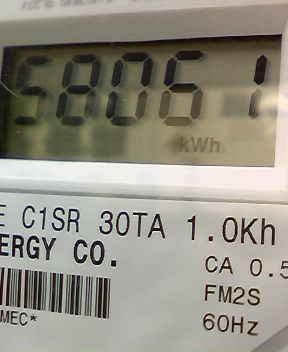 58061
kWh
E C1SR 30TA 1.0Kh
ERGY CO.
CA 0.5
FM2S
MEC*
60Hz